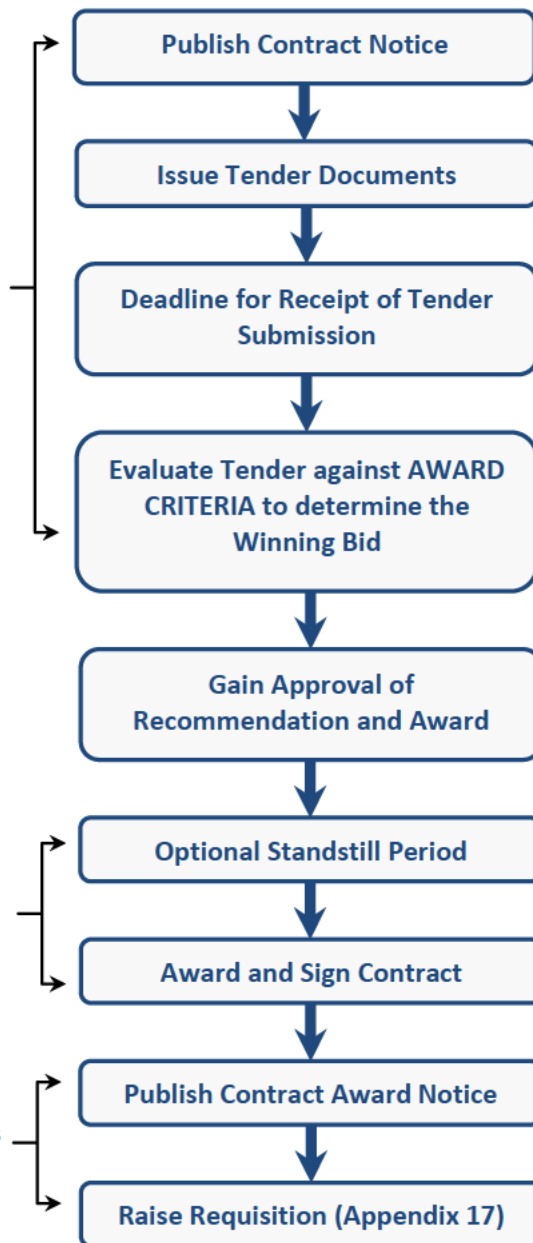 Publish Contract Notice
Issue Tender Documents
Deadline for Receipt of Tender
Submission
Evaluate Tender against AWARD
CRITERIA to determine the
Winning Bid
Gain Approval of
Recommendation and Award
Optional Standstill Period
Award and Sign Contract
Publish Contract Award Notice
Raise Requisition (Appendix 17)